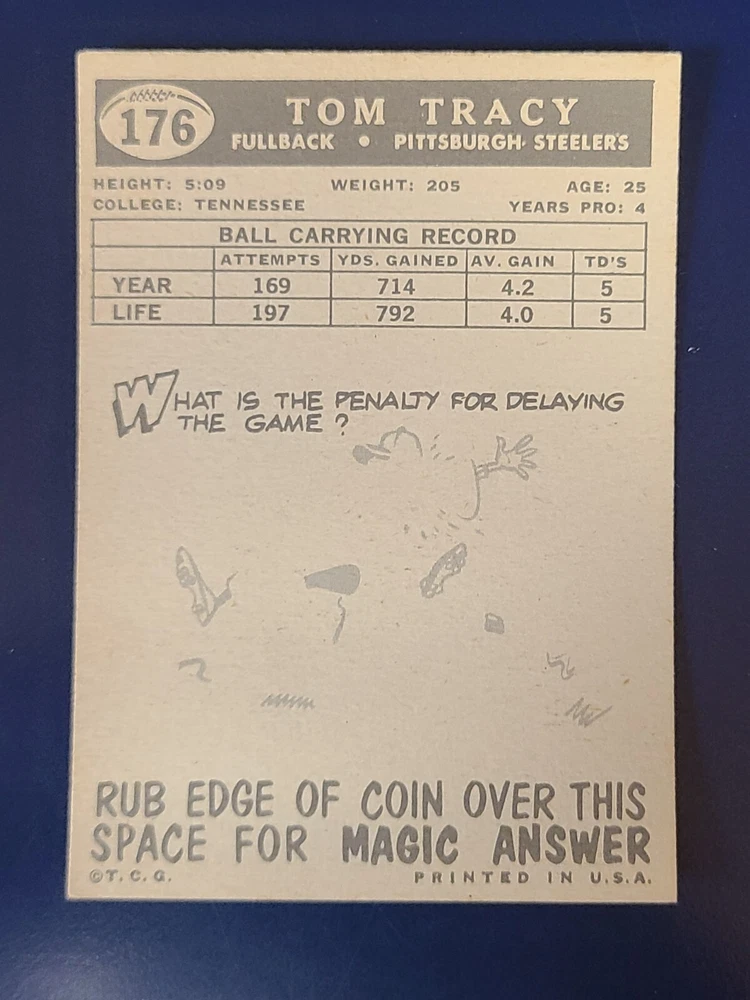 176
TOM TRACY
FULLBACK • PITTSBURGH STEELERS
HEIGHT: 5:09 WEIGHT: 205 AGE: 25
COLLEGE: TENNESSEE YEARS PRO: 4
BALL CARRYING RECORD
ATTEMPTS YDS. GAINED AV. GAIN TD'S
YEAR 169 714 4.2 5
LIFE 197 792 4.0 5
WHAT IS THE PENALTY FOR DELAYING
THE GAME?
RUB EDGE OF COIN OVER THIS
SPACE FOR MAGIC ANSWER
©T. C. G. PRINTED IN U.S.A.